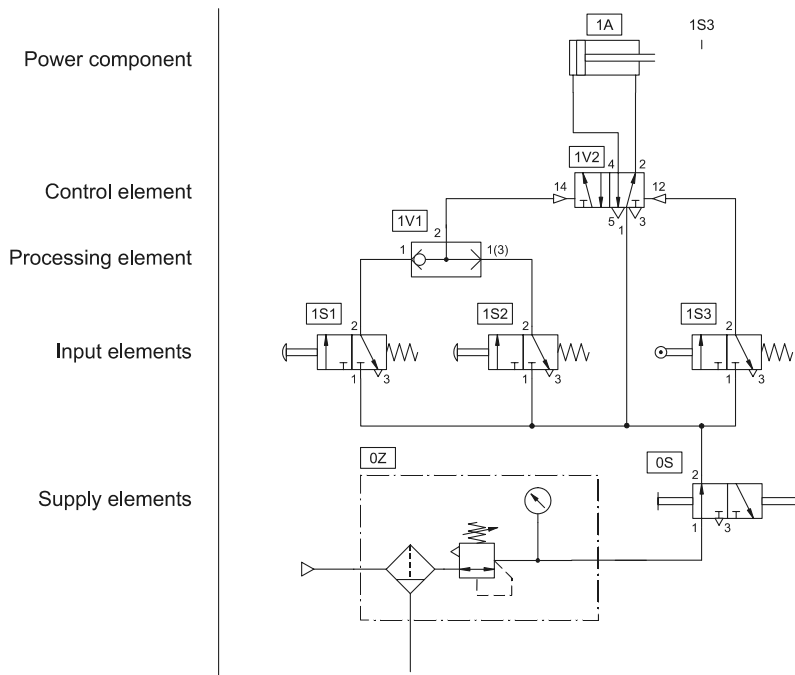 1A 1S3
Power component
1V2 4 2
Control element 14 12
5 1 3
1V1 2
Processing element 1 1(3)
1S1 2 1S2 2 1S3 2
Input elements
1 3 1 3 1 3
0Z 0S
2
Supply elements
1 3